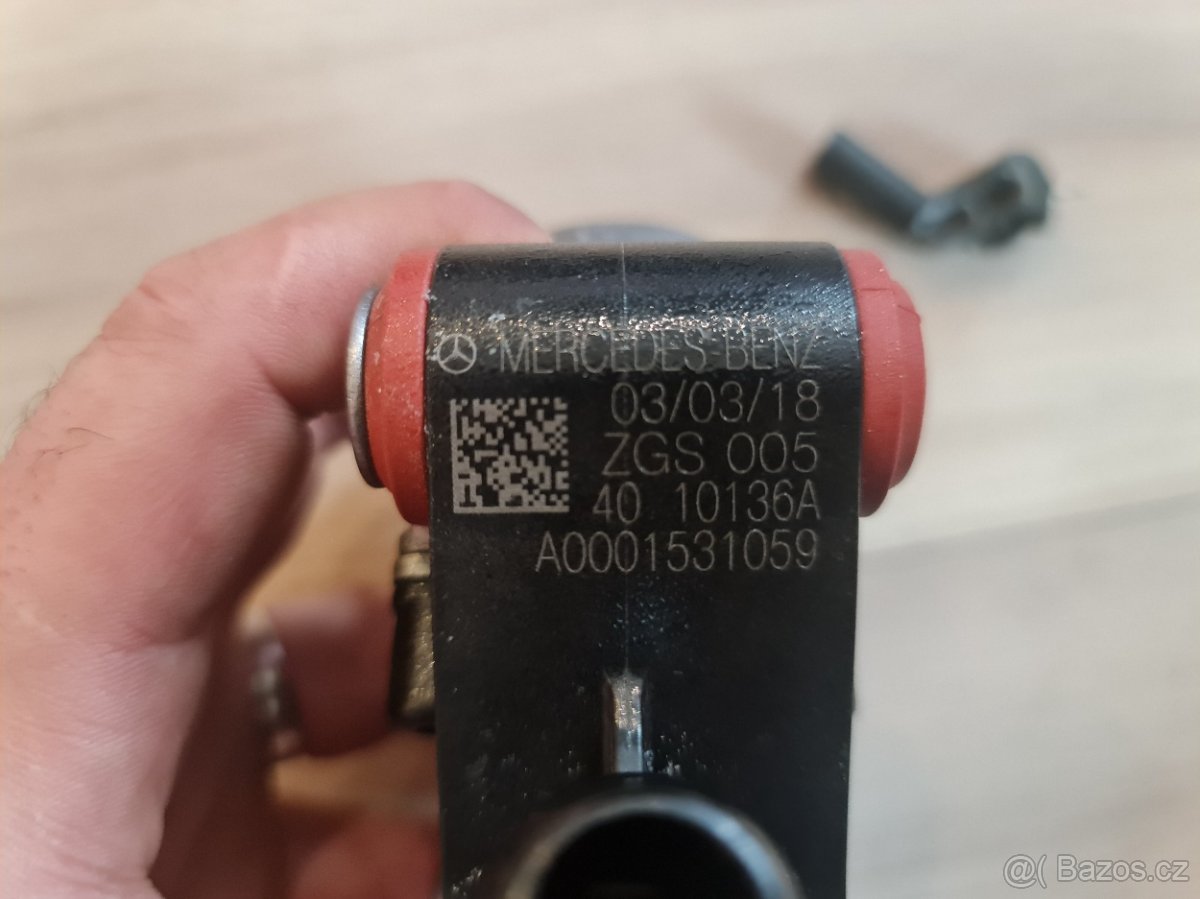 MERCEDES-BENZ
03/03/18
ZGS 005
40 10136A
A0001531059
@( Bazos.cz